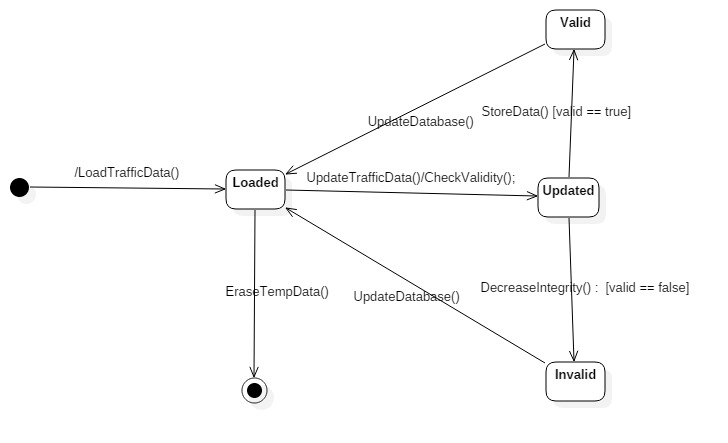 Valid
StoreData() [valid == true]
UpdateDatabase()
/LoadTrafficData()
Loaded
UpdateTrafficData()/CheckValidity();
Updated
EraseTempData()
UpdateDatabase()
DecreaseIntegrity() :  [valid == false]
Invalid